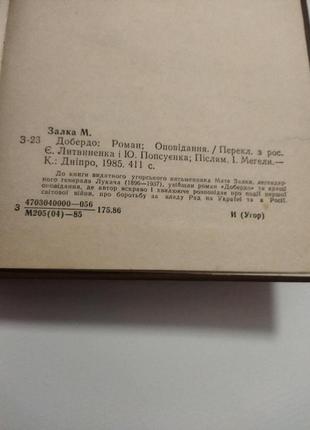 Залка М.
З-23 Добердо: Роман; Оповідання. / Перекл. з рос.
Є. Литвиненка і Ю. Попсуєнка; Післям. І. Мегели.—
К.: Дніпро, 1985. 411 с.
До книги видатного угорського письменника Мате Залки, легендар-
ного генерала Лукача (1896—1937), увійшли роман «Добердо» та кращі
оповідання, де автор яскраво і хвилююче розповідає про події першої
світової війни, про боротьбу за владу Рад на Україні та в Росії.
З 4703040000—056
М205(04)—85 175.86 И (Угор)